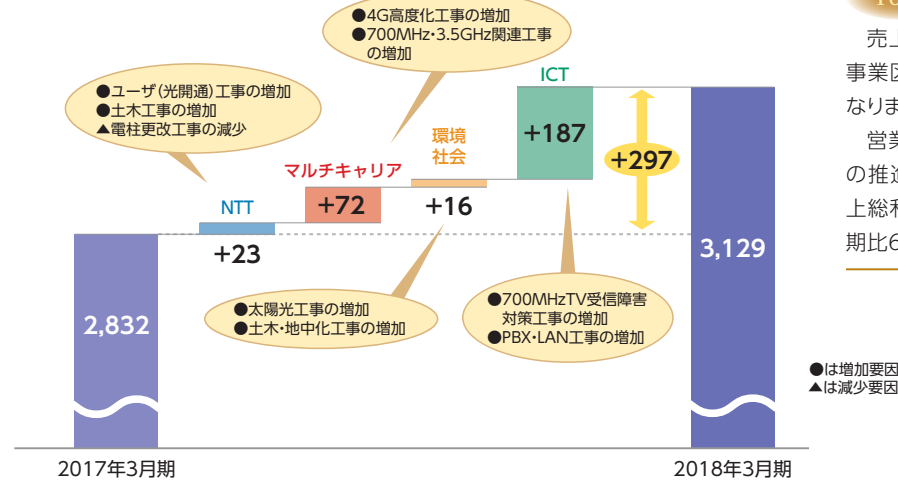 ●4G高度化工事の増加
●700MHz・3.5GHz関連工事
の増加
●ユーザ(光開通)工事の増加
●土木工事の増加
▲電柱更改工事の減少
ICT
環境
社会
マルチキャリア
NTT
+187
+297
+72
+16
+23
3,129
2,832
●太陽光工事の増加
●土木・地中化工事の増加
●700MHzTV受信障害
対策工事の増加
●PBX・LAN工事の増加
2017年3月期
2018年3月期
売上
事業区
なりま
営業
の推進
上総利
期比6
●は増加要因
▲は減少要因